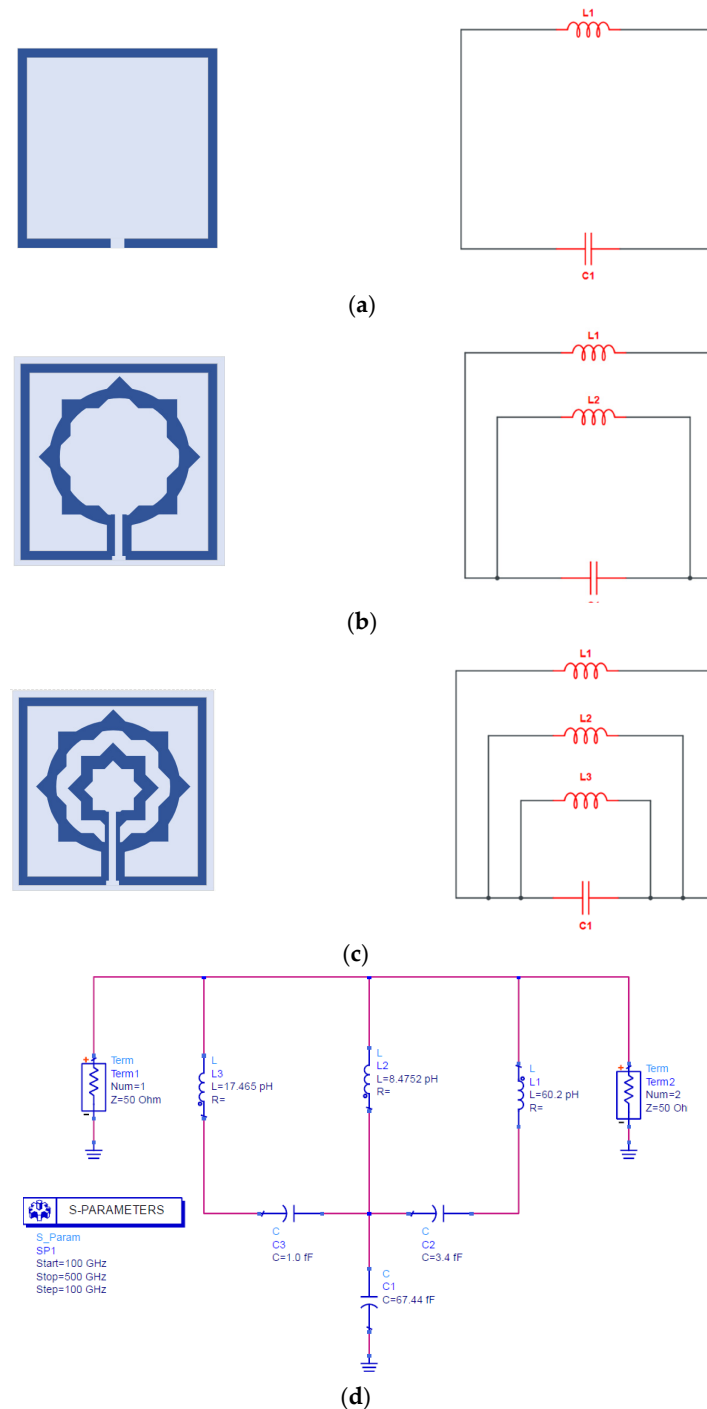 L1
C1
(a)
L1
L2
(b)
L1
L2
L3
C1
(c)
Term
Term1
Num=1
Z=50 Ohm
L
L3
L=17.465 pH
R=
L
L2
L=8.4752 pH
R=
L
L1
L=60.2 pH
R=
Term
Term2
Num=2
Z=50 Oh
S-PARAMETERS
S_Param
SP1
Start=100 GHz
Stop=500 GHz
Step=100 GHz
C
C3
C=1.0 fF
C
C2
C=3.4 fF
C
C1
C=67.44 fF
(d)